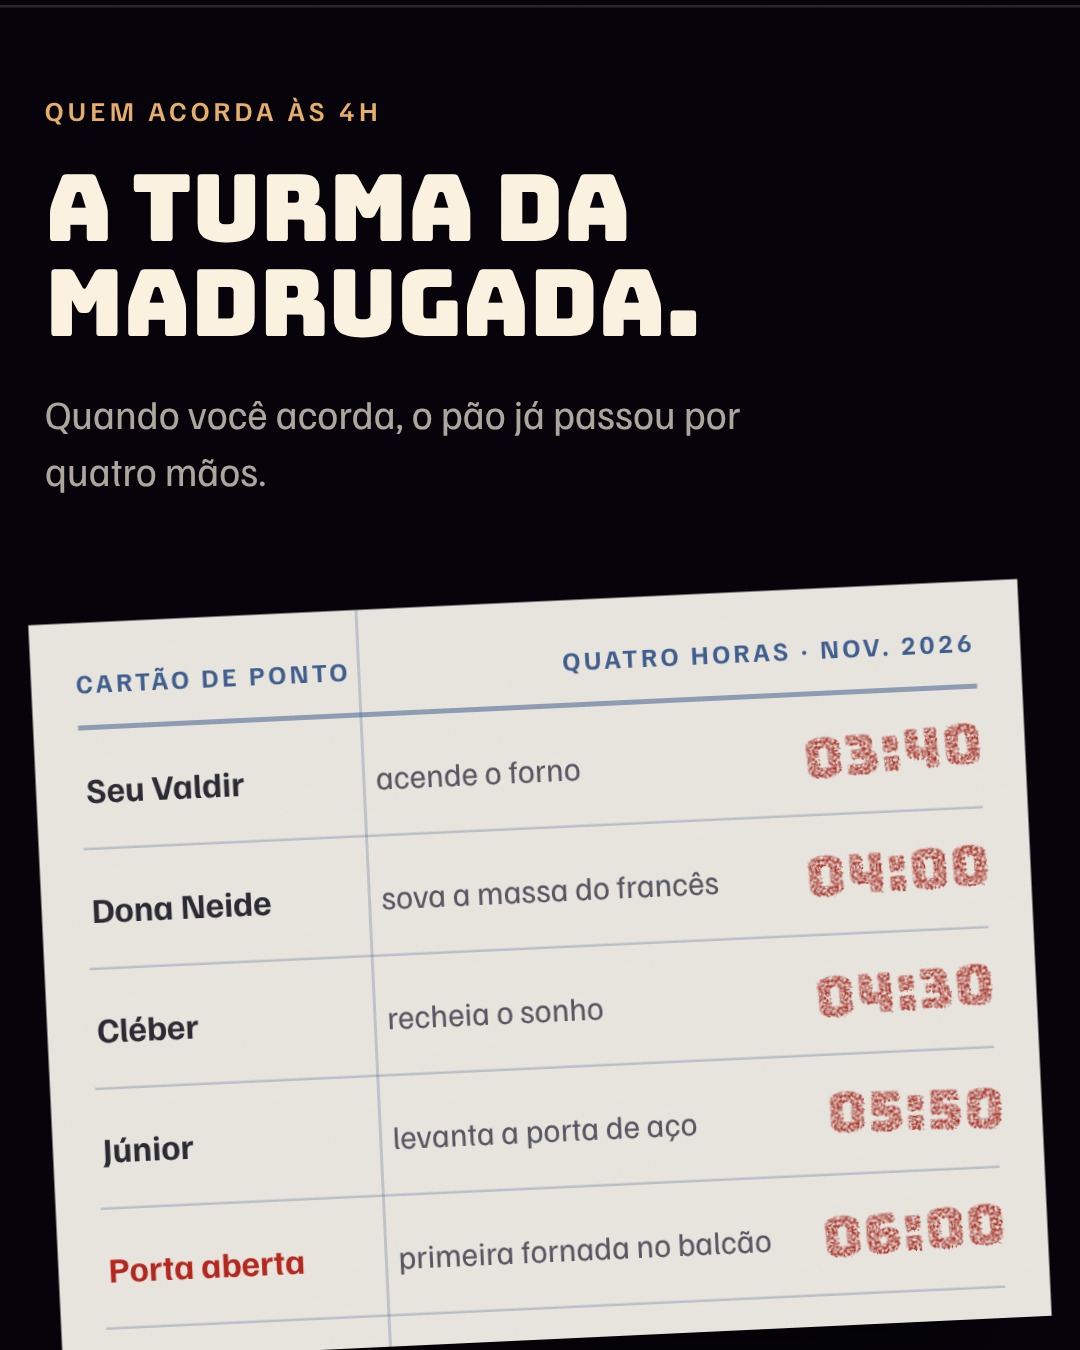 QUEM ACORDA ÀS 4H
A TURMA DA
MADRUGADA.
Quando você acorda, o pão já passou por
quatro mãos.
CARTÃO DE PONTO QUATRO HORAS · NOV. 2026
Seu Valdir acende o forno 03:40
Dona Neide sova a massa do francês 04:00
Cléber recheia o sonho 04:30
Júnior levanta a porta de aço 05:50
Porta aberta primeira fornada no balcão 06:00